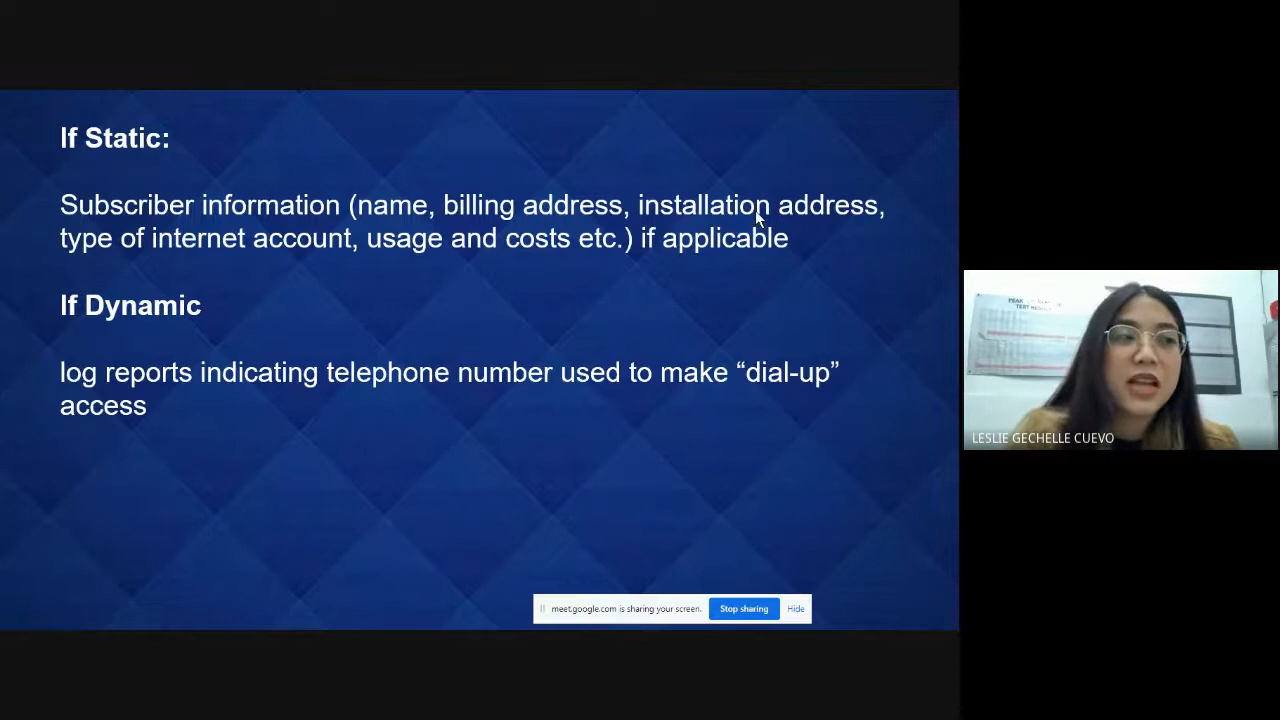 If Static:
Subscriber information (name, billing address, installation address,
type of internet account, usage and costs etc.) if applicable
If Dynamic
log reports indicating telephone number used to make “dial-up”
access
LESLIE GECHELLE CUEVO
meet.google.com is sharing your screen.
Stop sharing
Hide